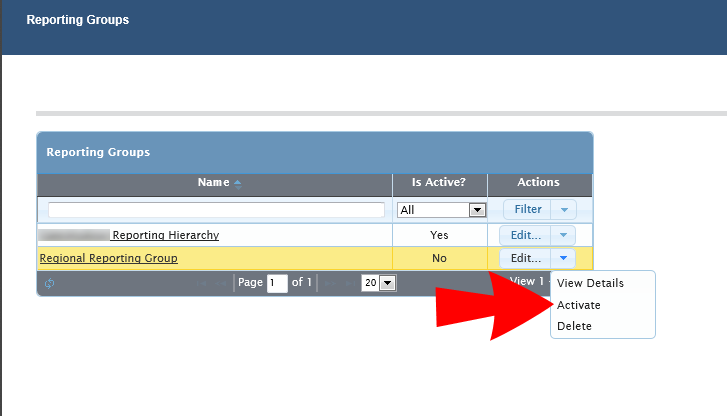 Reporting Groups
Reporting Groups
Name Is Active? Actions
All Filter
Reporting Hierarchy Yes Edit...
Regional Reporting Group No Edit...
Page 1 of 1 20 View 1
View Details
Activate
Delete